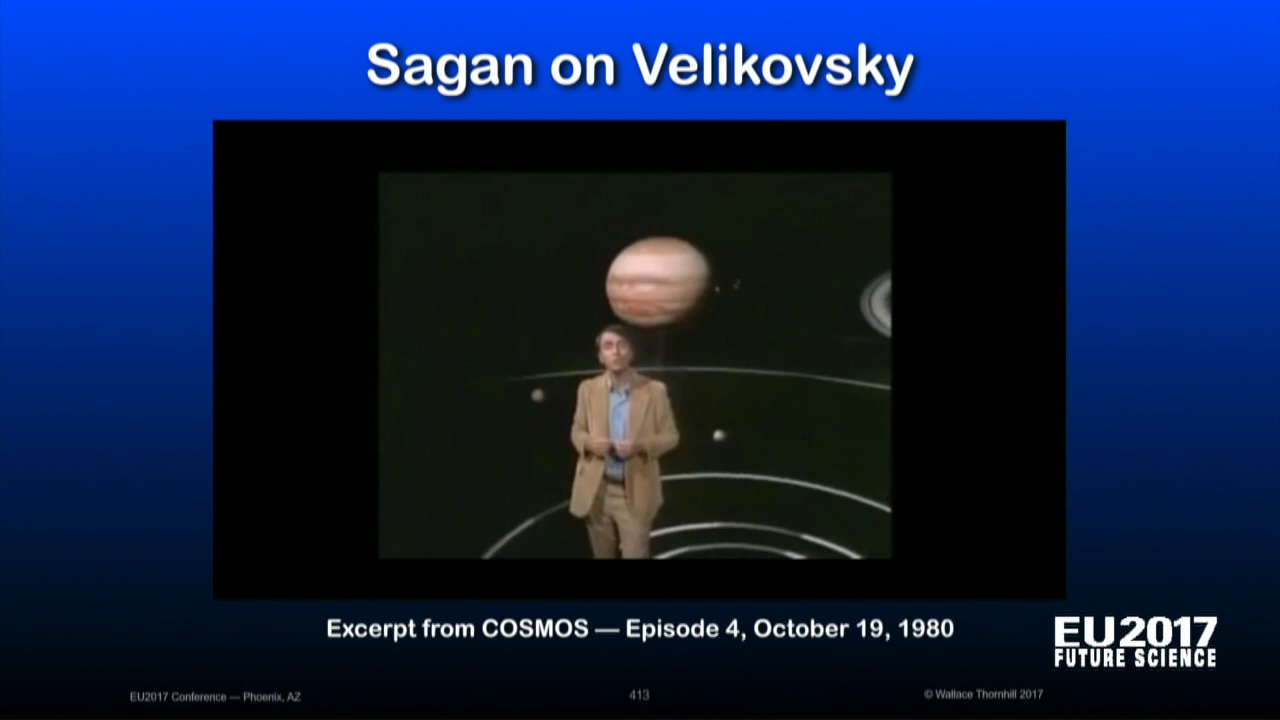 Sagan on Velikovsky
Excerpt from COSMOS — Episode 4, October 19, 1980
EU2017
FUTURE SCIENCE
EU2017 Conference — Phoenix, AZ
413
© Wallace Thornhill 2017